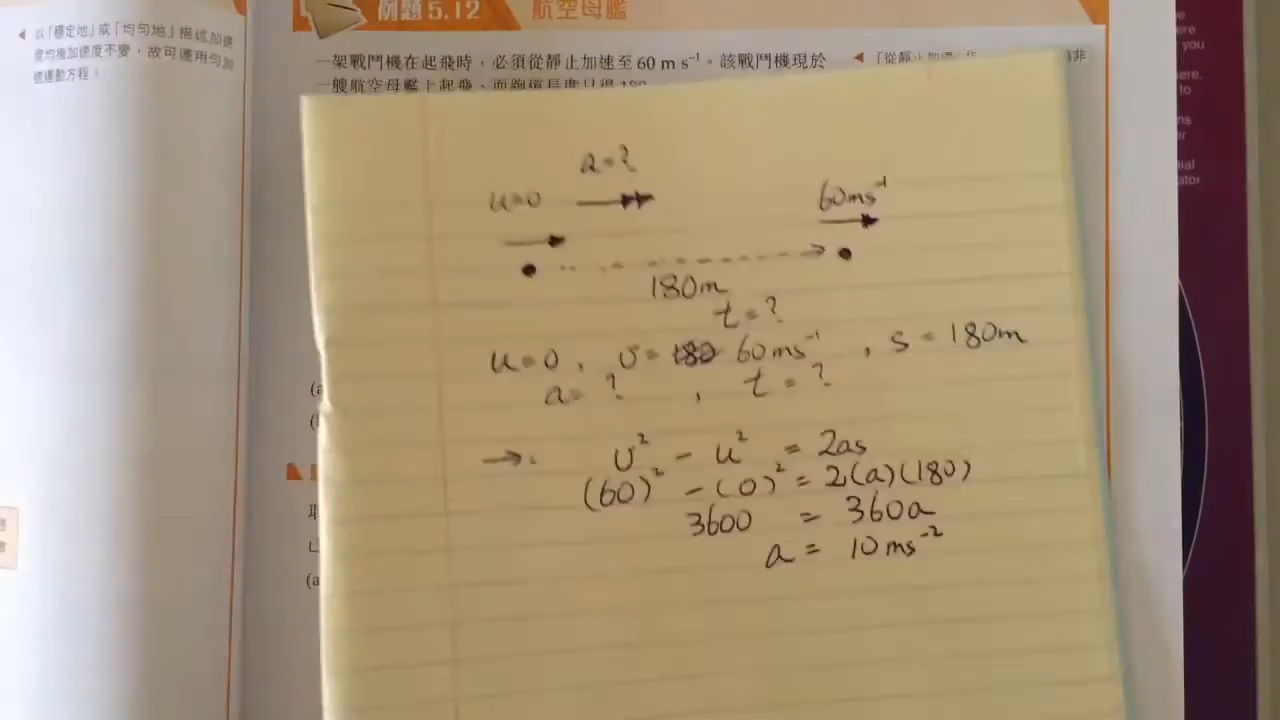 例題 5.12 航空母艦
以「穩定地」或「均勻地」描述加速
度均指加速度不變，故可運用勻加
速運動方程。
一架戰鬥機在起飛時，必須從靜止加速至 60 m s⁻¹。該戰鬥機現於
一艘航空母艦上起飛，而跑道長度只得 180
「從靜止加速」
a = ?
u=0
60ms⁻¹
180m
t = ?
u=0, v= 60ms⁻¹, s = 180m
a= ?, t = ?
→: v² - u² = 2as
(60)² - (0)² = 2(a)(180)
3600 = 360a
a = 10ms⁻²
(a